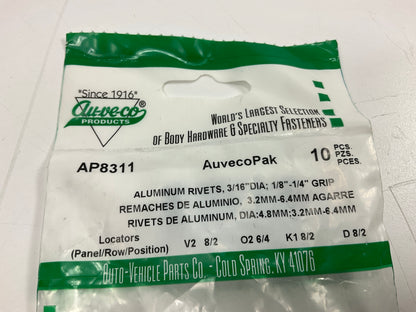 "Since 1916"
Au-ve-co®
PRODUCTS
WORLD'S LARGEST SELECTION
OF BODY HARDWARE & SPECIALTY FASTENERS
AP8311 AuvecoPak 10 PCS. PZS. PCES.
ALUMINUM RIVETS, 3/16"DIA; 1/8"-1/4" GRIP
REMACHES DE ALUMINIO. 3.2MM-6.4MM AGARRE
RIVETS DE ALUMINUM, DIA:4.8MM;3.2MM-6.4MM
Locators V2 8/2 O2 6/4 K1 8/2 D 8/2
(Panel/Row/Position)
AUTO-VEHICLE PARTS CO. - COLD SPRING, KY 41076